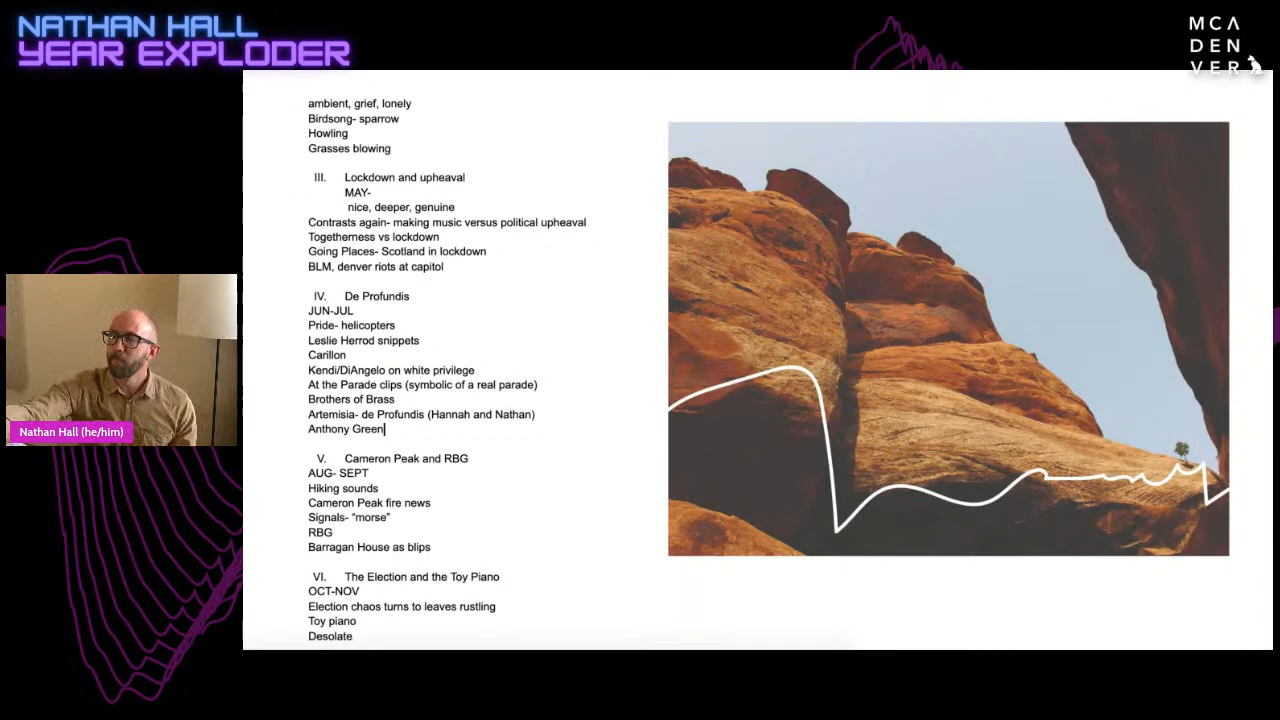 NATHAN HALL
YEAR EXPLODER
MCA
DEN
VER
ambient, grief, lonely
Birdsong- sparrow
Howling
Grasses blowing
III. Lockdown and upheaval
MAY-
nice, deeper, genuine
Contrasts again- making music versus political upheaval
Togetherness vs lockdown
Going Places- Scotland in lockdown
BLM, denver riots at capitol
IV. De Profundis
JUN-JUL
Pride- helicopters
Leslie Herrod snippets
Carillon
Kendi/DiAngelo on white privilege
At the Parade clips (symbolic of a real parade)
Brothers of Brass
Artemisia- de Profundis (Hannah and Nathan)
Anthony Green
V. Cameron Peak and RBG
AUG- SEPT
Hiking sounds
Cameron Peak fire news
Signals- “morse”
RBG
Barragan House as blips
VI. The Election and the Toy Piano
OCT-NOV
Election chaos turns to leaves rustling
Toy piano
Desolate
Nathan Hall (he/him)